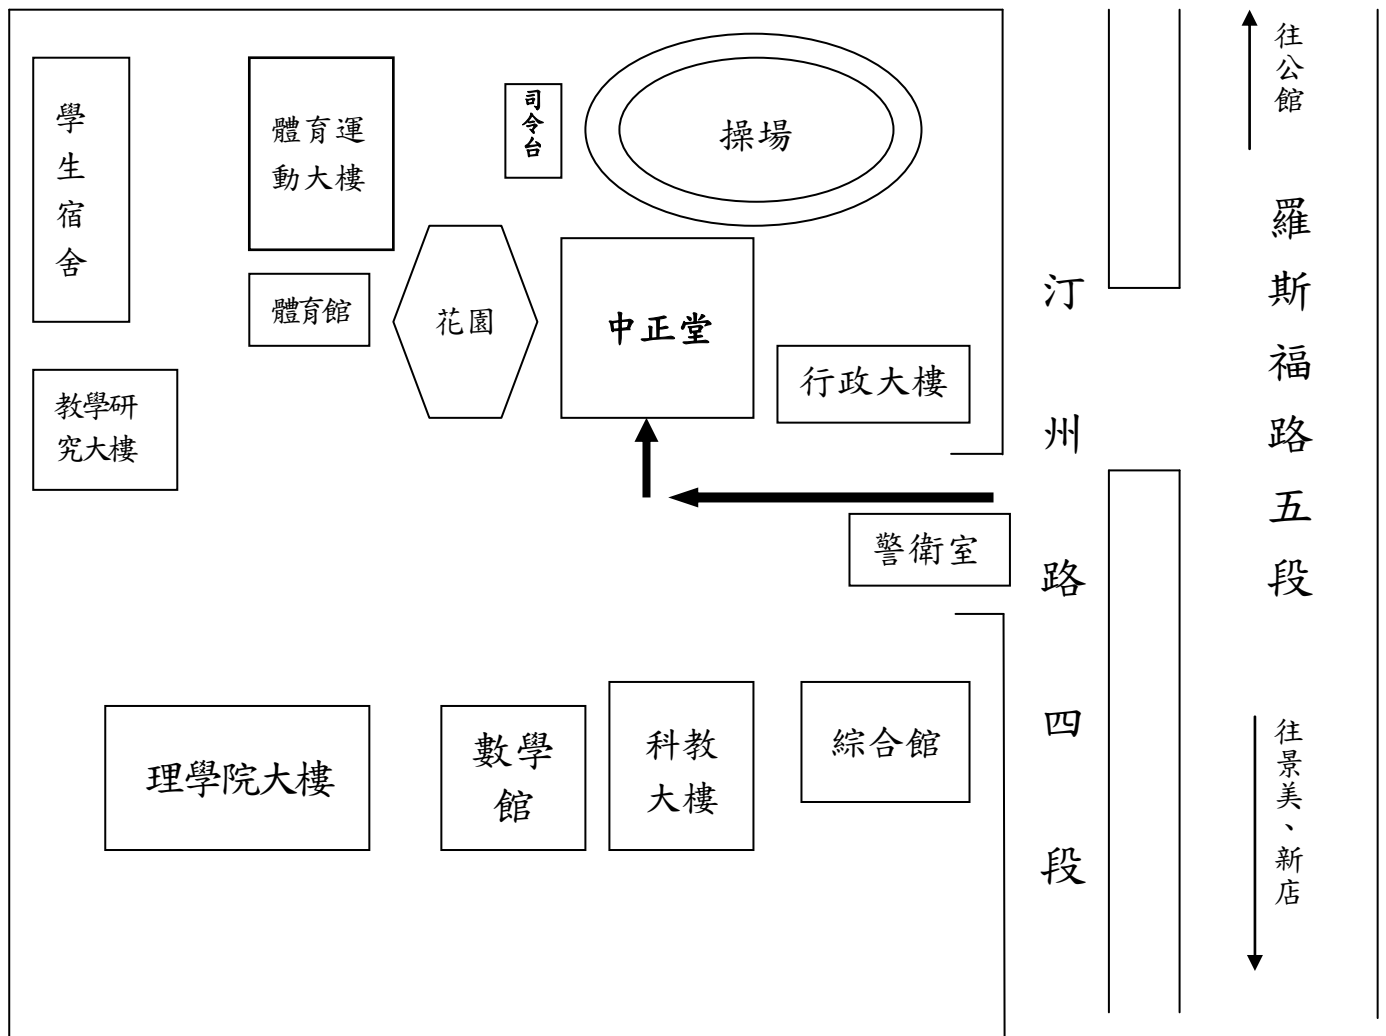 學生宿舍
體育運
動大樓
司令台
操場
往公館
體育館
花園
中正堂
行政大樓
教學研
究大樓
警衛室
汀州路四段
羅斯福路五段
理學院大樓
數學
館
科教
大樓
綜合館
往景美、新店